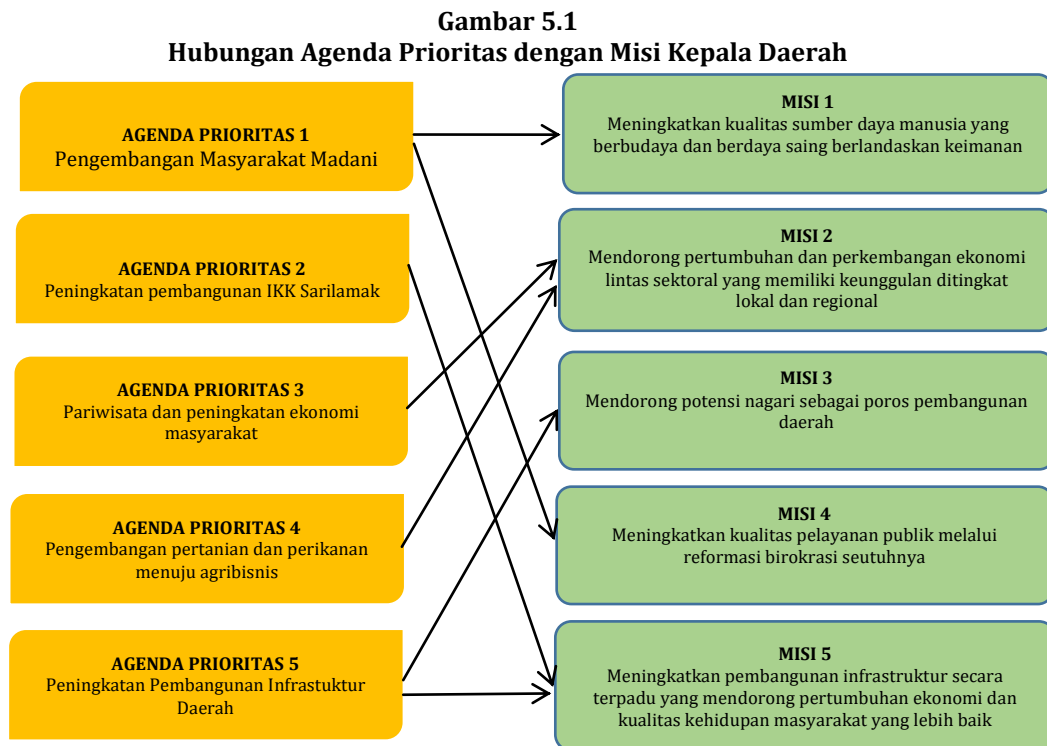 Gambar 5.1
Hubungan Agenda Prioritas dengan Misi Kepala Daerah
AGENDA PRIORITAS 1
Pengembangan Masyarakat Madani
MISI 1
Meningkatkan kualitas sumber daya manusia yang
berbudaya dan berdaya saing berlandaskan keimanan
AGENDA PRIORITAS 2
Peningkatan pembangunan IKK Sarilamak
MISI 2
Mendorong pertumbuhan dan perkembangan ekonomi
lintas sektoral yang memiliki keunggulan ditingkat
lokal dan regional
AGENDA PRIORITAS 3
Pariwisata dan peningkatan ekonomi
masyarakat
MISI 3
Mendorong potensi nagari sebagai poros pembangunan
daerah
AGENDA PRIORITAS 4
Pengembangan pertanian dan perikanan
menuju agribisnis
MISI 4
Meningkatkan kualitas pelayanan publik melalui
reformasi birokrasi seutuhnya
AGENDA PRIORITAS 5
Peningkatan Pembangunan Infrastuktur
Daerah
MISI 5
Meningkatkan pembangunan infrastruktur secara
terpadu yang mendorong pertumbuhan ekonomi dan
kualitas kehidupan masyarakat yang lebih baik